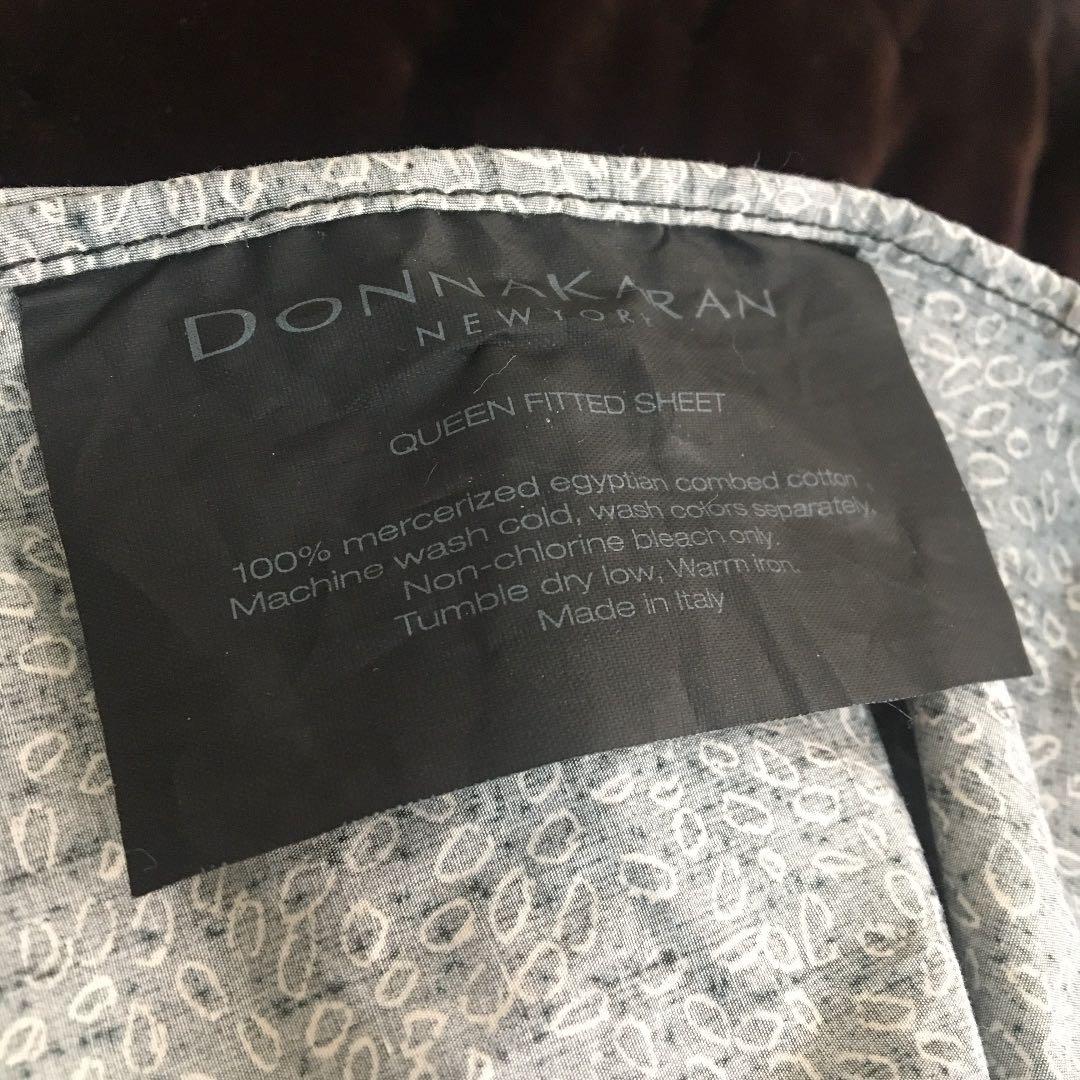 DONNAKARAN
NEW YORK
QUEEN FITTED SHEET
100% mercerized egyptian combed cotton
Machine wash cold, wash colors separately.
Non-chlorine bleach only.
Tumble dry low, Warm iron.
Made in Italy